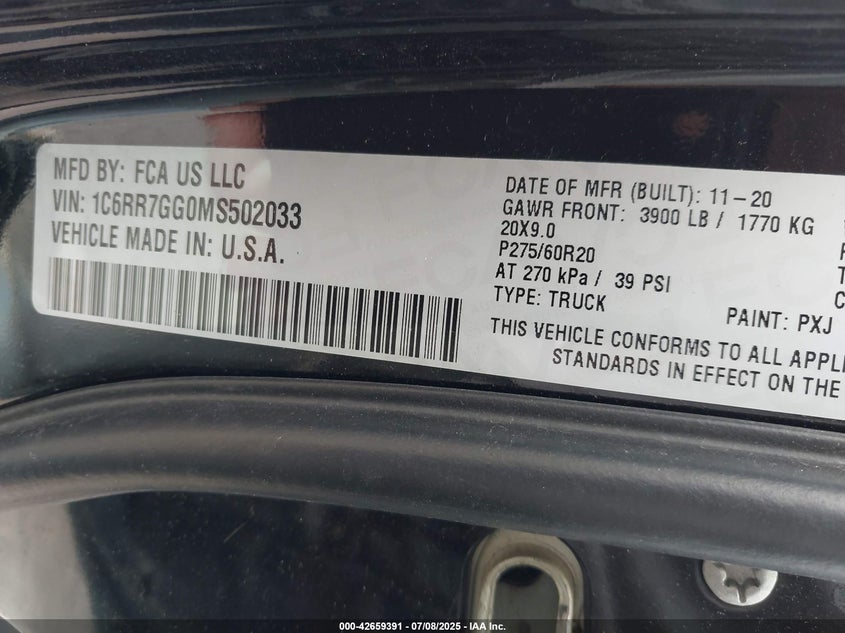 MFD BY: FCA US LLC
VIN: 1C6RR7GG0MS502033
VEHICLE MADE IN: U.S.A.
DATE OF MFR (BUILT): 11-20
GAWR FRONT: 3900 LB / 1770 KG
20X9.0
P275/60R20
AT 270 kPa / 39 PSI
TYPE: TRUCK
PAINT: PXJ
THIS VEHICLE CONFORMS TO ALL
STANDARDS IN EFFECT ON THE
000-42659391 - 07/08/2025 - IAA Inc.